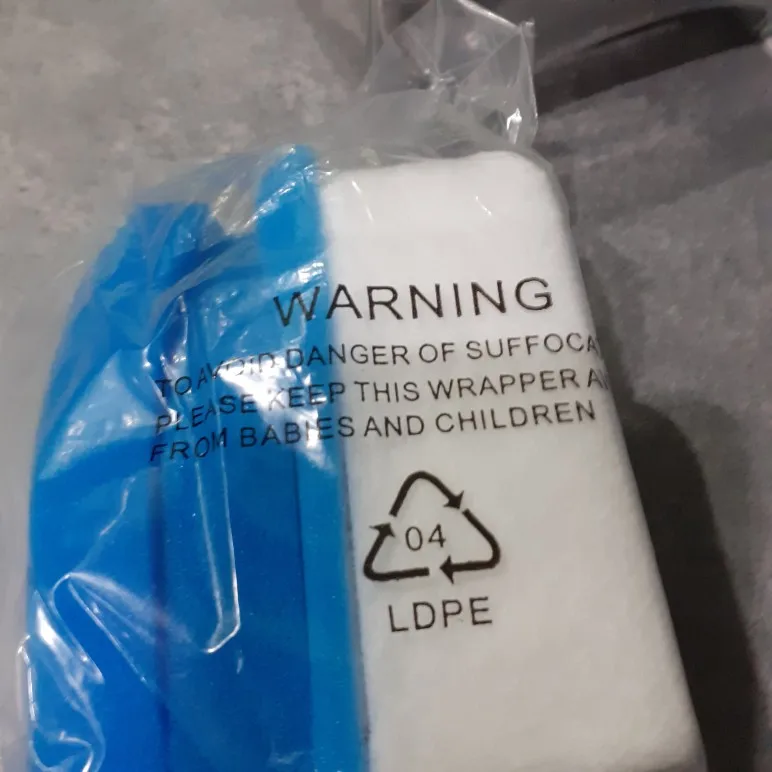 WARNING
TO AVOID DANGER OF SUFFOCA
PLEASE KEEP THIS WRAPPER A
FROM BABIES AND CHILDREN
04
LDPE